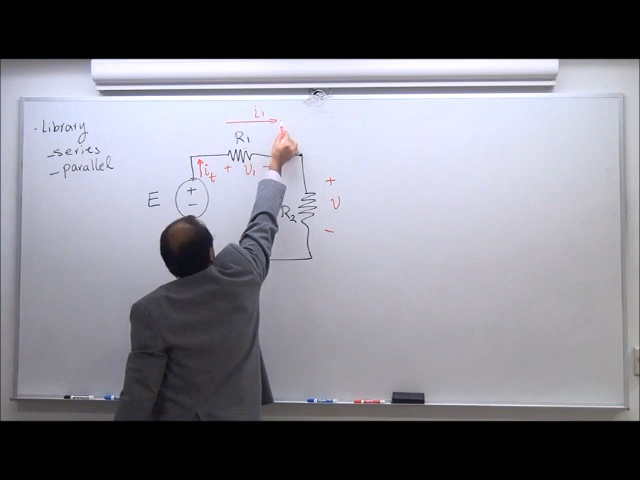 . Library
- series
- parallel
i₁
R₁
+ v₁ -
iₜ
E
+
-
R₂
+
v
-